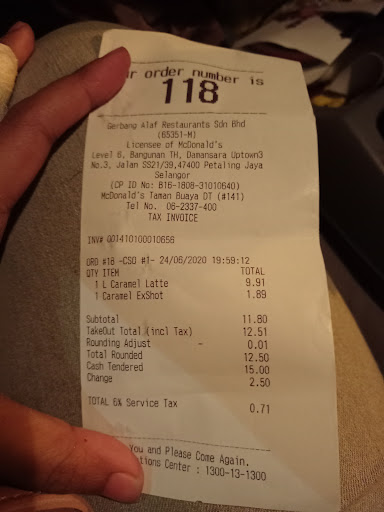 order number is
118
Gerbang Alaf Restaurants Sdn Bhd
(65351-M)
Licensee of McDonald's
Level 6, Bangunan TH, Damansara Uptown3
No.3, Jalan SS21/39,47400 Petaling Jaya
Selangor
(CP ID No: B16-1808-31010640)
McDonald's Taman Buaya DT (#141)
Tel No. 06-2337-400
TAX INVOICE
INV# 001410100010656
ORD #18 -CSO #1- 24/06/2020 19:59:12
QTY ITEM TOTAL
1 L Caramel Latte 9.91
1 Caramel ExShot 1.89
Subtotal 11.80
TakeOut Total (incl Tax) 12.51
Rounding Adjust - 0.01
Total Rounded 12.50
Cash Tendered 15.00
Change 2.50
TOTAL 6% Service Tax 0.71
You and Please Come Again.
Center : 1300-13-1300